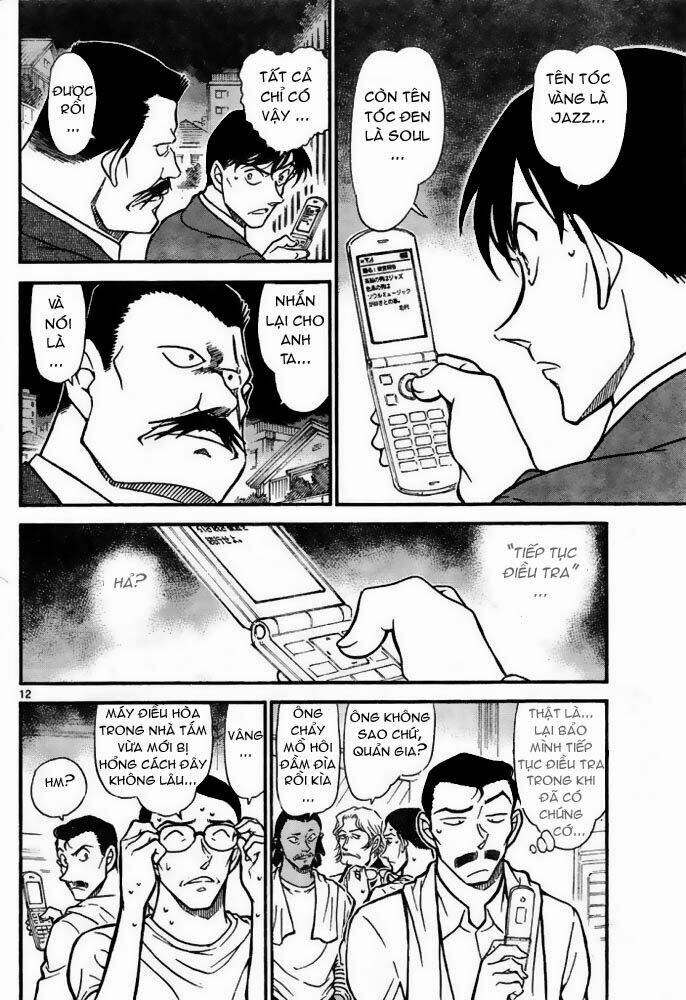 TÊN TÓC
VÀNG LÀ
JAZZ...
CÒN TÊN
TÓC ĐEN
LÀ SOUL
...
TẤT CẢ
CHỈ CÓ
VẬY ...
ĐƯỢC
RỒI
...
NHẮN
LẠI CHO
ANH
TA...
VÀ
NÓI
LÀ ...
"TIẾP TỤC
ĐIỀU TRA"
...
HẢ?
12
THẬT LÀ...
LẠI BẢO
MÌNH TIẾP
TỤC ĐIỀU TRA
TRONG KHI
ĐÃ CÓ
CHỨNG
CỚ...
ÔNG KHÔNG
SAO CHỨ,
QUẢN GIA?
ÔNG
CHẢY
MỒ HÔI
ĐẦM ĐÌA
RỒI KÌA
...
VÂNG...
MÁY ĐIỀU HÒA
TRONG NHÀ TẮM
VỪA MỚI BỊ
HỎNG CÁCH ĐÂY
KHÔNG LÂU...
HM?